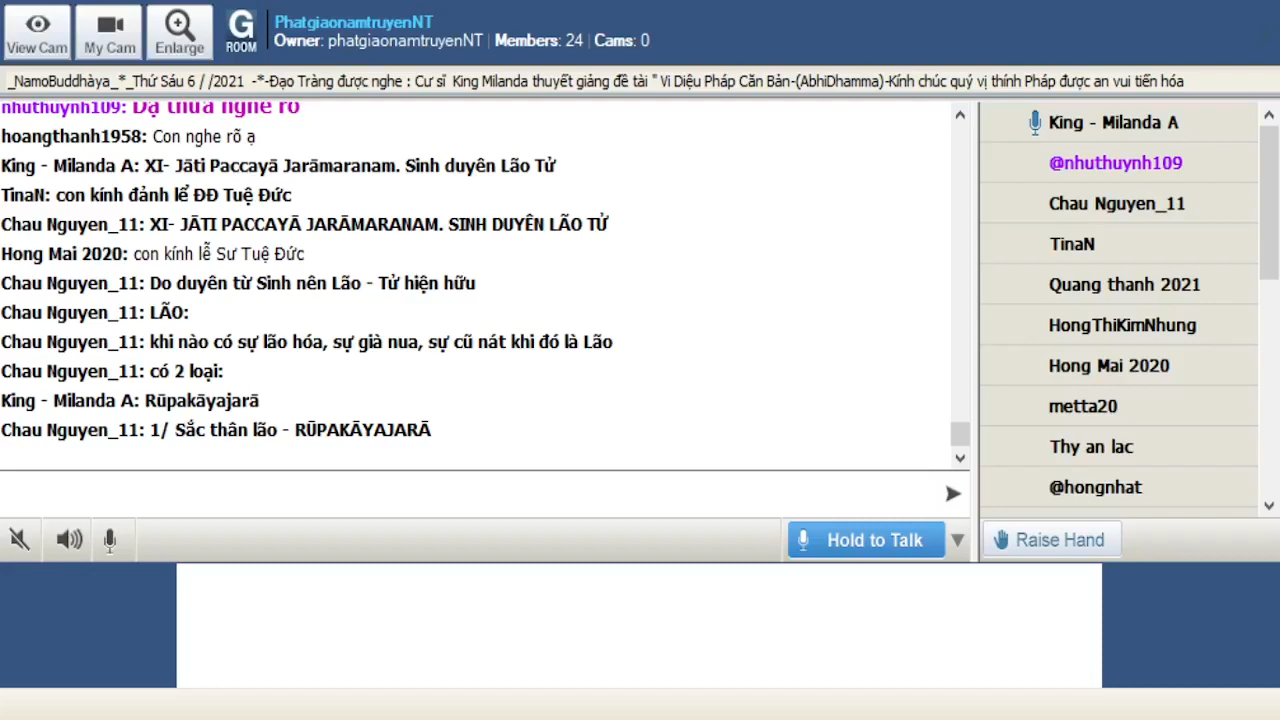 View Cam
My Cam
Enlarge
G
ROOM
PhatgiaonamtruyenNT
Owner: phatgiaonamtruyenNT | Members: 24 | Cams: 0
_NamoBuddhàya_*_Thứ Sáu 6 / /2021 -*-Đạo Tràng được nghe : Cư sĩ King Milanda thuyết giảng đề tài " Vi Diệu Pháp Căn Bản-(AbhiDhamma)-Kính chúc quý vị thính Pháp được an vui tiến hóa
nhuthuynh109: Dạ thưa nghe rõ
hoangthanh1958: Con nghe rõ ạ
King - Milanda A: XI- Jāti Paccayā Jarāmaranam. Sinh duyên Lão Tử
TinaN: con kính đảnh lể ĐĐ Tuệ Đức
Chau Nguyen_11: XI- JĀTI PACCAYĀ JARĀMARANAM. SINH DUYÊN LÃO TỬ
Hong Mai 2020: con kính lễ Sư Tuệ Đức
Chau Nguyen_11: Do duyên từ Sinh nên Lão - Tử hiện hữu
Chau Nguyen_11: LÃO:
Chau Nguyen_11: khi nào có sự lão hóa, sự già nua, sự cũ nát khi đó là Lão
Chau Nguyen_11: có 2 loại:
King - Milanda A: Rūpakāyajarā
Chau Nguyen_11: 1/ Sắc thân lão - RŪPAKĀYAJARĀ
King - Milanda A
@nhuthuynh109
Chau Nguyen_11
TinaN
Quang thanh 2021
HongThiKimNhung
Hong Mai 2020
metta20
Thy an lac
@hongnhat
Hold to Talk
Raise Hand